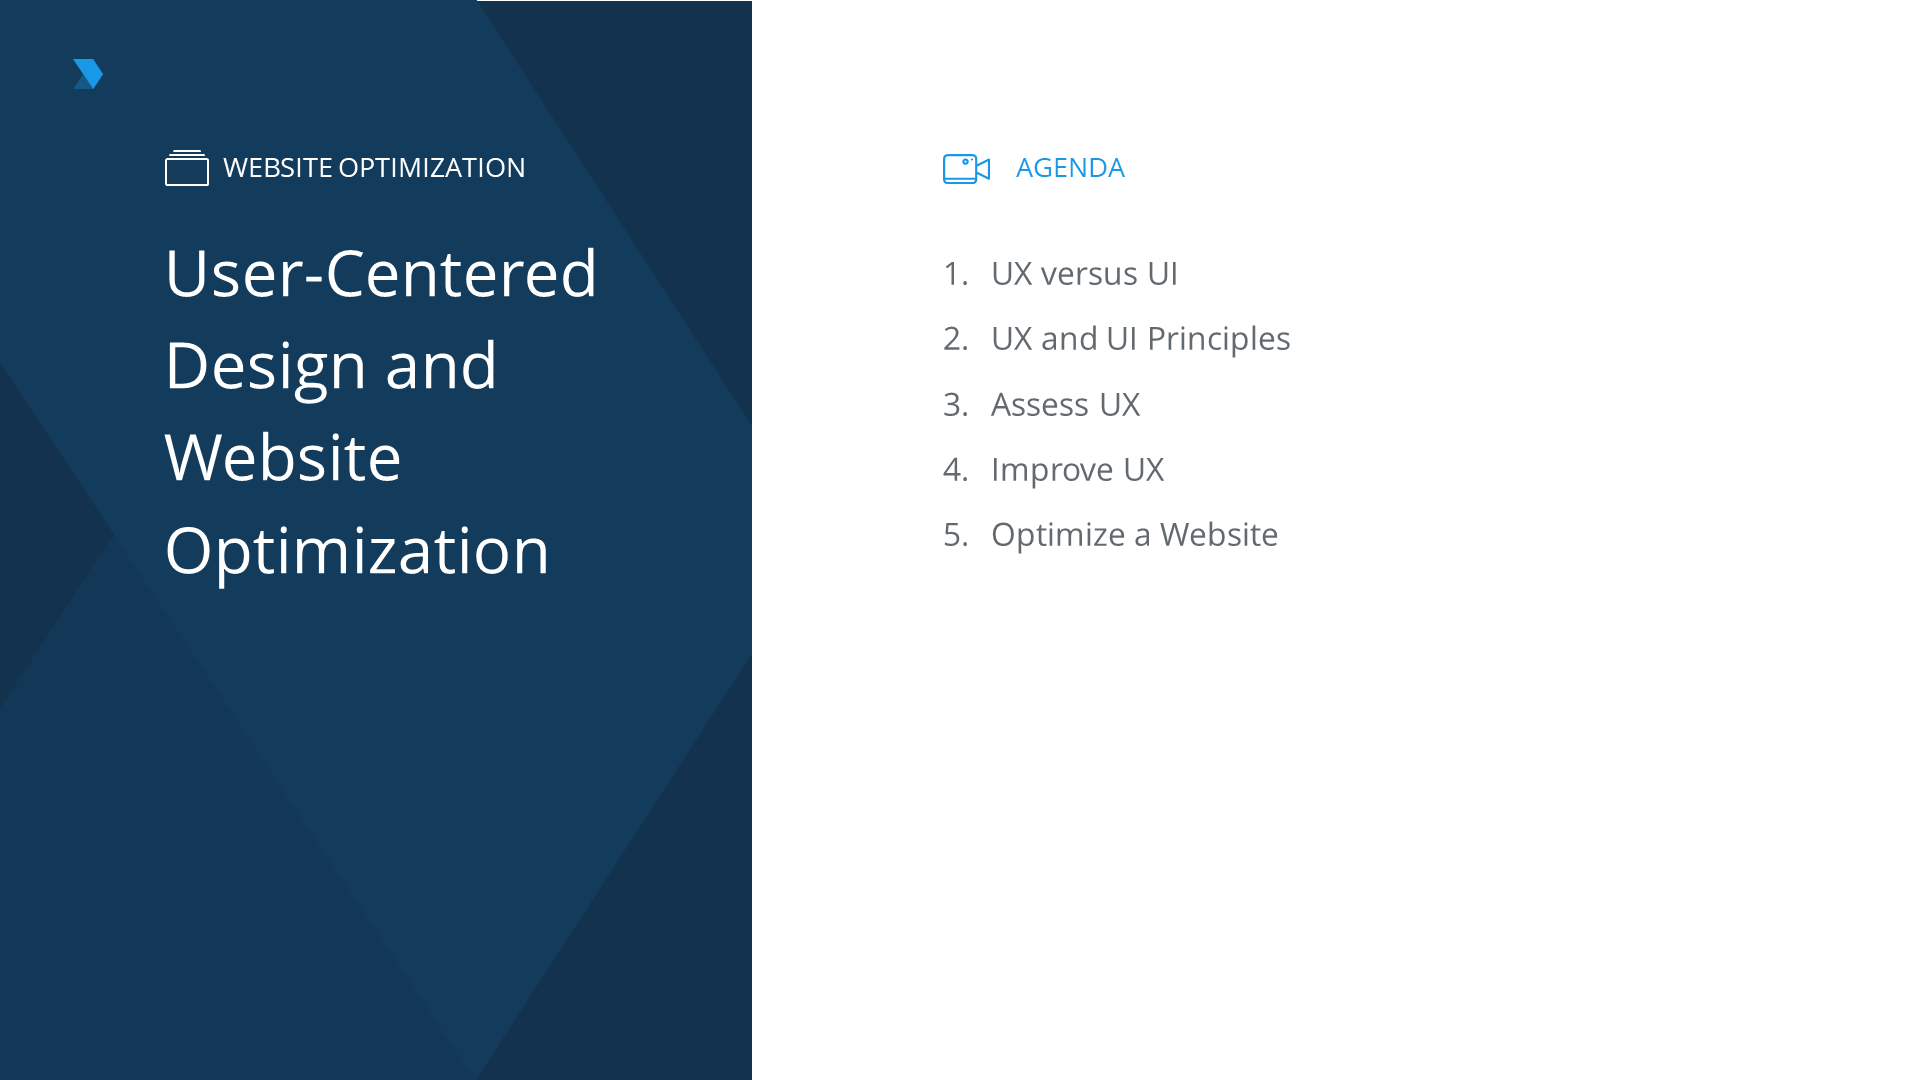 WEBSITE OPTIMIZATION
User-Centered
Design and
Website
Optimization
AGENDA
1. UX versus UI
2. UX and UI Principles
3. Assess UX
4. Improve UX
5. Optimize a Website